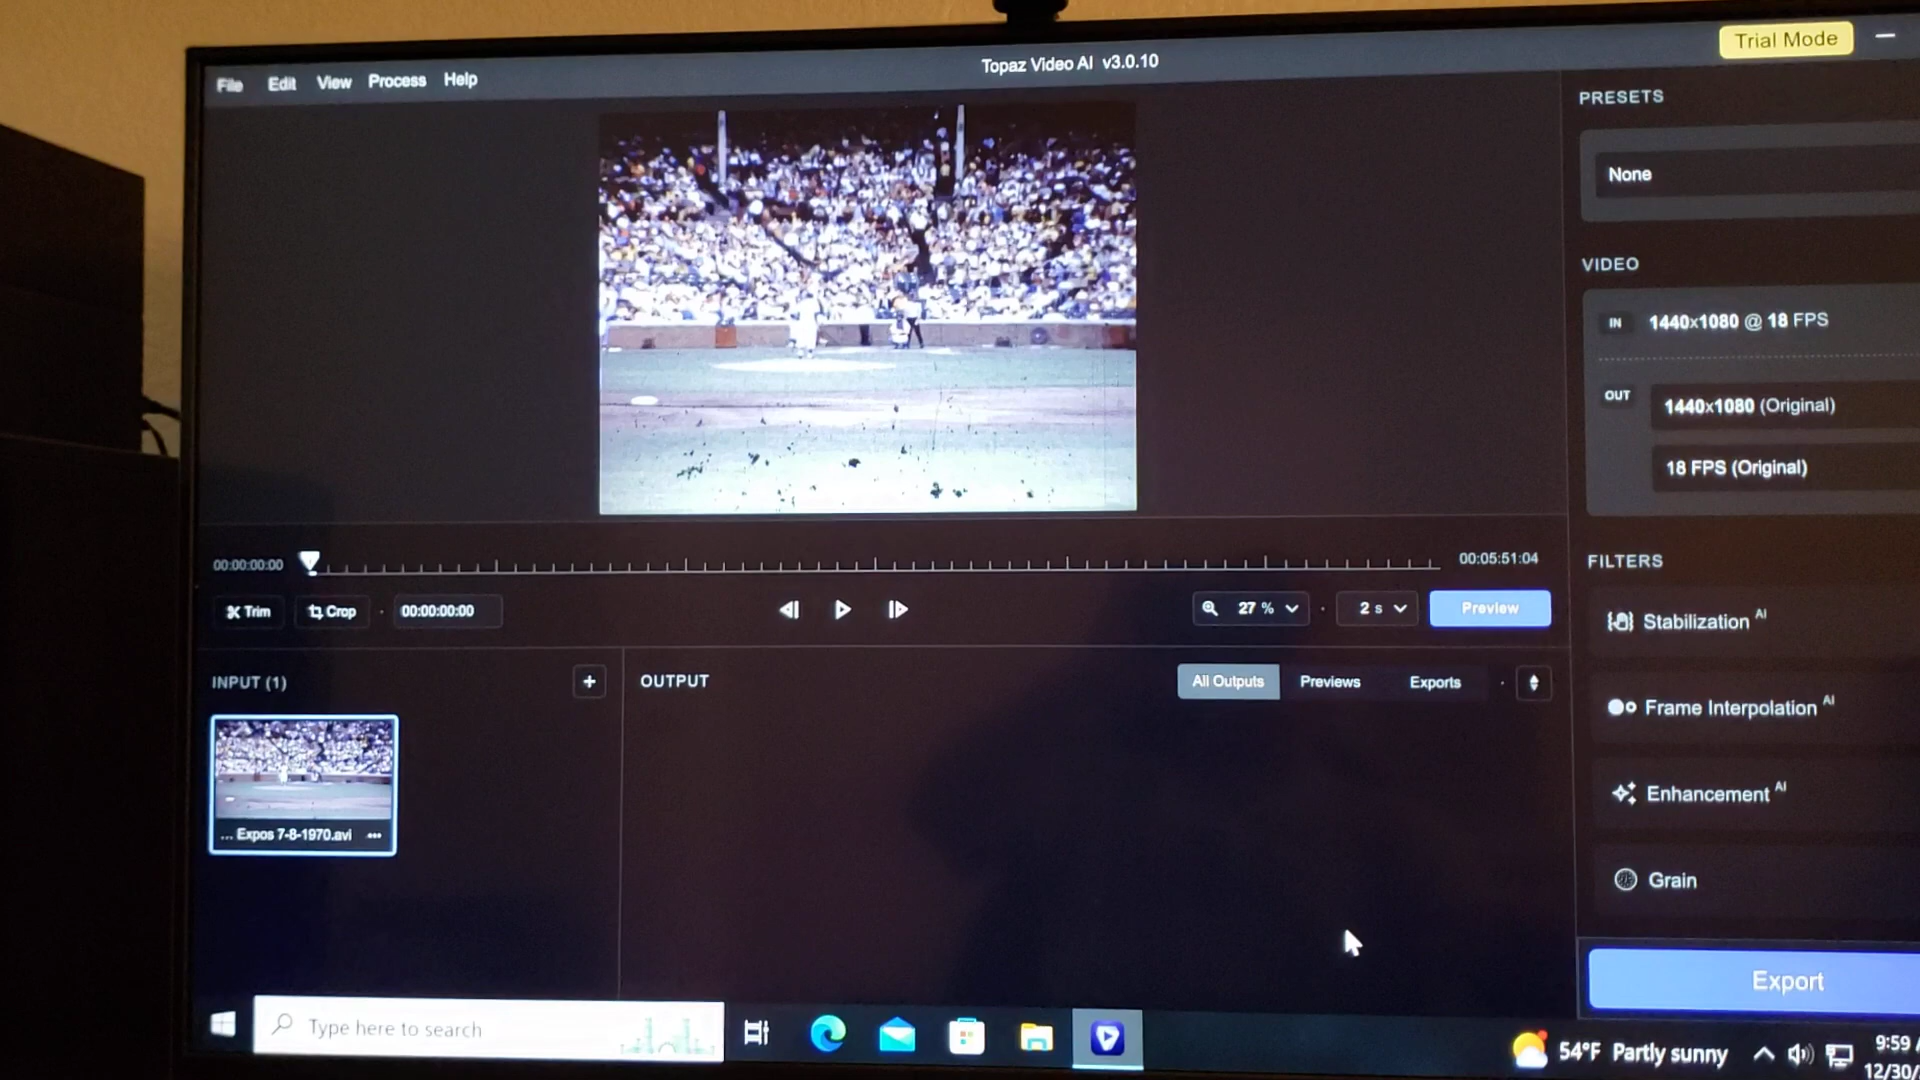 File Edit View Process Help
Topaz Video AI v3.0.10
Trial Mode
PRESETS
None
VIDEO
IN 1440x1080 @ 18 FPS
OUT 1440x1080 (Original)
18 FPS (Original)
00:00:00:00
00:05:51:04
Trim Crop 00:00:00:00
27 %
2 s
Preview
FILTERS
Stabilization AI
Frame Interpolation AI
Enhancement AI
Grain
Export
INPUT (1)
... Expos 7-8-1970.avi
OUTPUT
All Outputs Previews Exports
Type here to search
54°F Partly sunny
9:59
12/30/